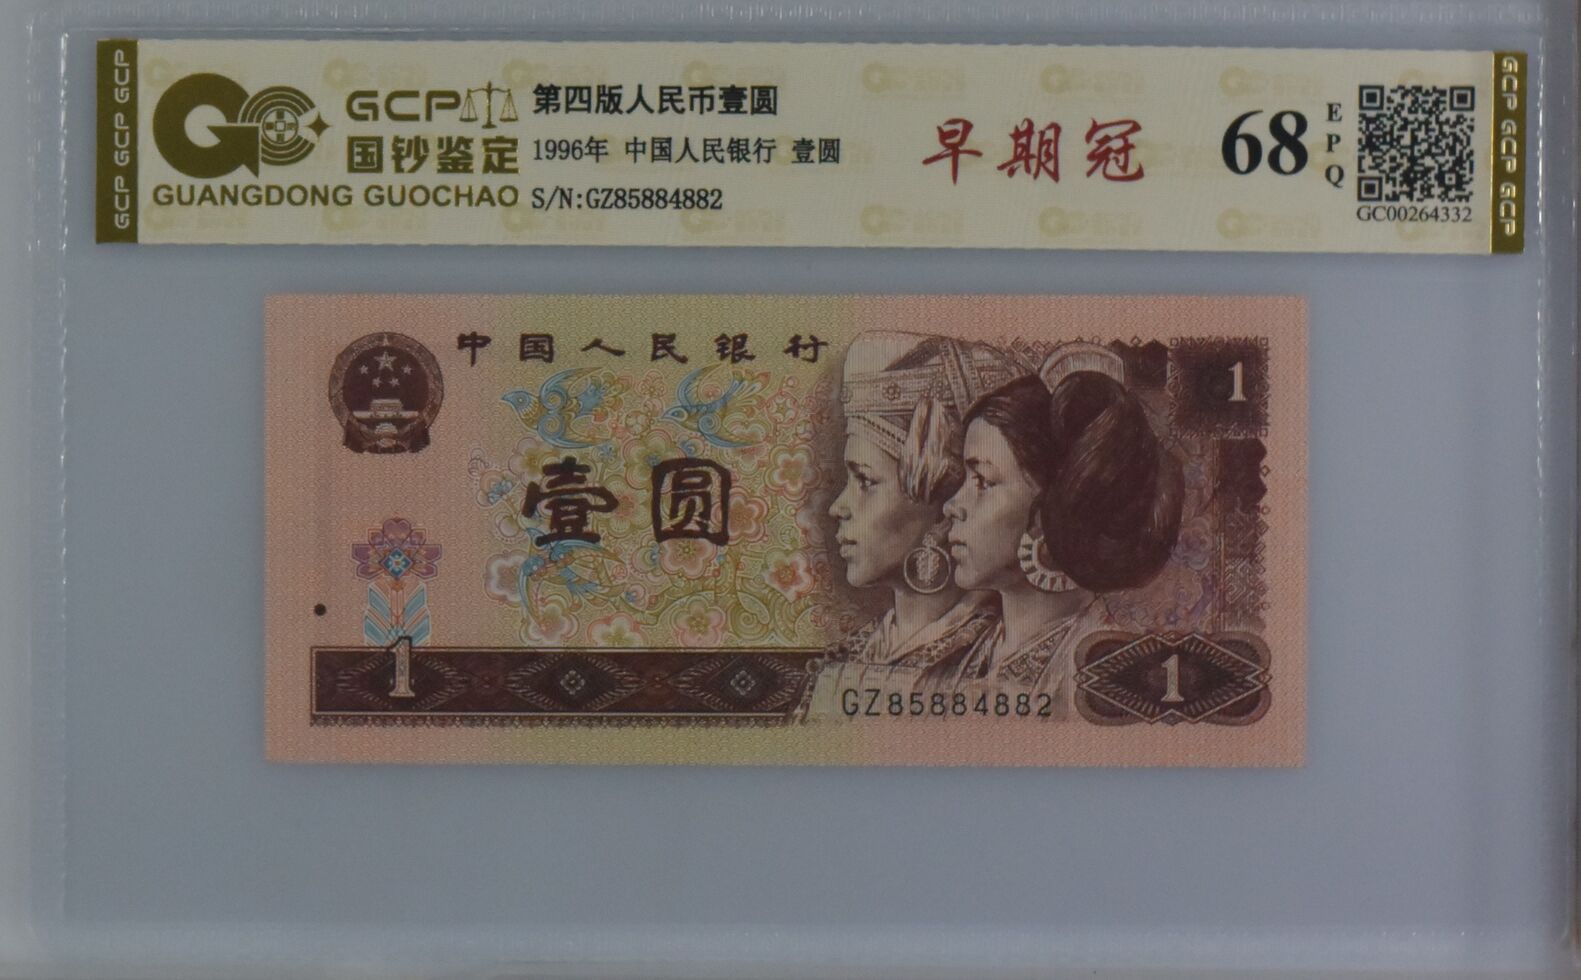 GCP GCP GCP
GCP
国钞鉴定
GUANGDONG GUOCHAO
第四版人民币壹圆
1996年 中国人民银行 壹圆
S/N:GZ85884882
早期冠
68
EPQ
GC00264332
GCP GCP GCP
中国人民银行
1
壹圆
1
GZ85884882
1